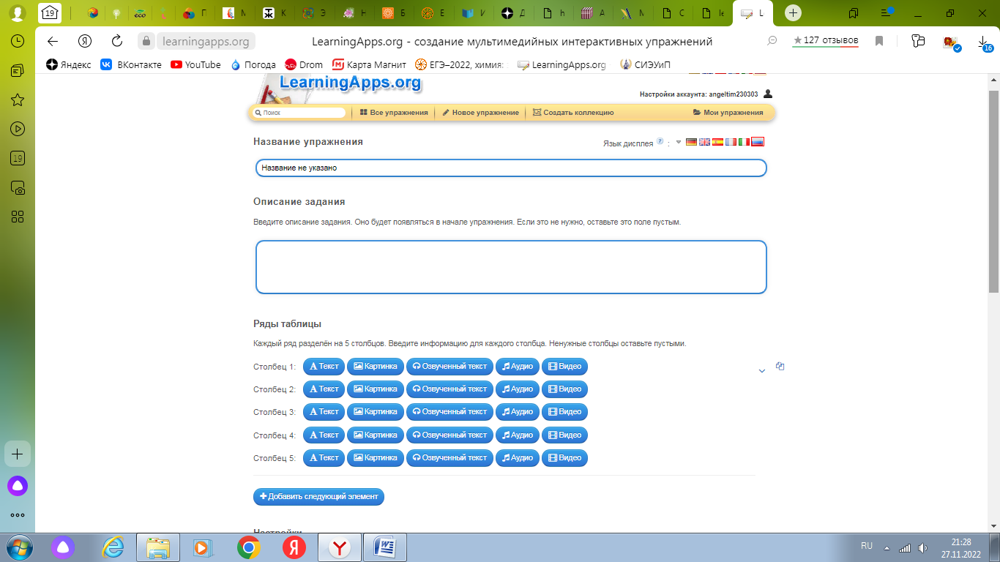 19 eco П М К Э Н Б Е И Д h А М С le L
learningapps.org LearningApps.org - создание мультимедийных интерактивных упражнений ★127 отзывов 16
Яндекс ВКонтакте YouTube Погода Drom Карта Магнит ЕГЭ–2022, химия: LearningApps.org СИЭУиП
LearningApps.org
Настройки аккаунта: angeltim230303
Поиск Все упражнения Новое упражнение Создать коллекцию Мои упражнения
Название упражнения Язык дисплея ? :
Название не указано
19
Описание задания
Введите описание задания. Оно будет появляться в начале упражнения. Если это не нужно, оставьте это поле пустым.
Ряды таблицы
Каждый ряд разделён на 5 столбцов. Введите информацию для каждого столбца. Ненужные столбцы оставьте пустыми.
Столбец 1: Текст Картинка Озвученный текст Аудио Видео
Столбец 2: Текст Картинка Озвученный текст Аудио Видео
Столбец 3: Текст Картинка Озвученный текст Аудио Видео
Столбец 4: Текст Картинка Озвученный текст Аудио Видео
Столбец 5: Текст Картинка Озвученный текст Аудио Видео
Добавить следующий элемент
Настройки
RU 21:28
27.11.2022